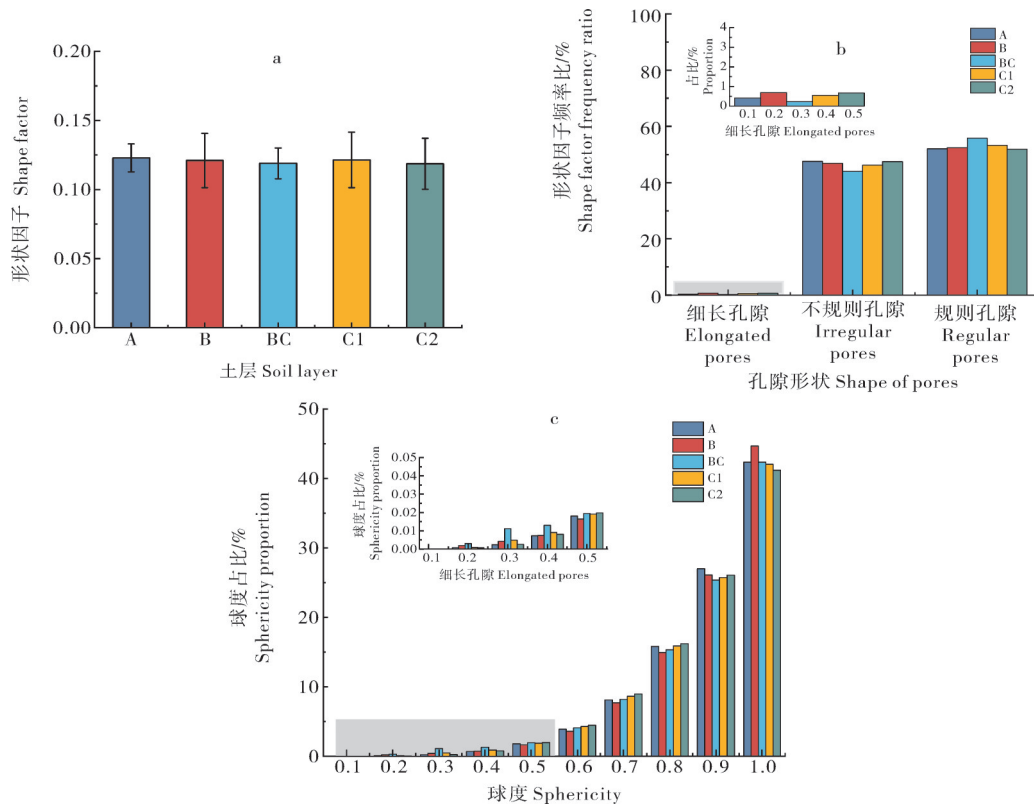 a
0.20
0.15
0.10
0.05
0.00
形状因子 Shape factor
A B BC C1 C2
土层 Soil layer
b
100
80
60
40
20
0
形状因子频率比/%
Shape factor frequency ratio
4
3
2
1
0
占比/%
Proportion
0.1 0.2 0.3 0.4 0.5
细长孔隙 Elongated pores
A
B
BC
C1
C2
细长孔隙 不规则孔隙 规则孔隙
Elongated Irregular Regular
pores pores pores
孔隙形状 Shape of pores
c
50
40
30
20
10
5
0
球度占比/%
Sphericity proportion
0.05
0.04
0.03
0.02
0.01
0.00
球度占比/%
Sphericity proportion
0.1 0.2 0.3 0.4 0.5
细长孔隙 Elongated pores
A
B
BC
C1
C2
0.1 0.2 0.3 0.4 0.5 0.6 0.7 0.8 0.9 1.0
球度 Sphericity